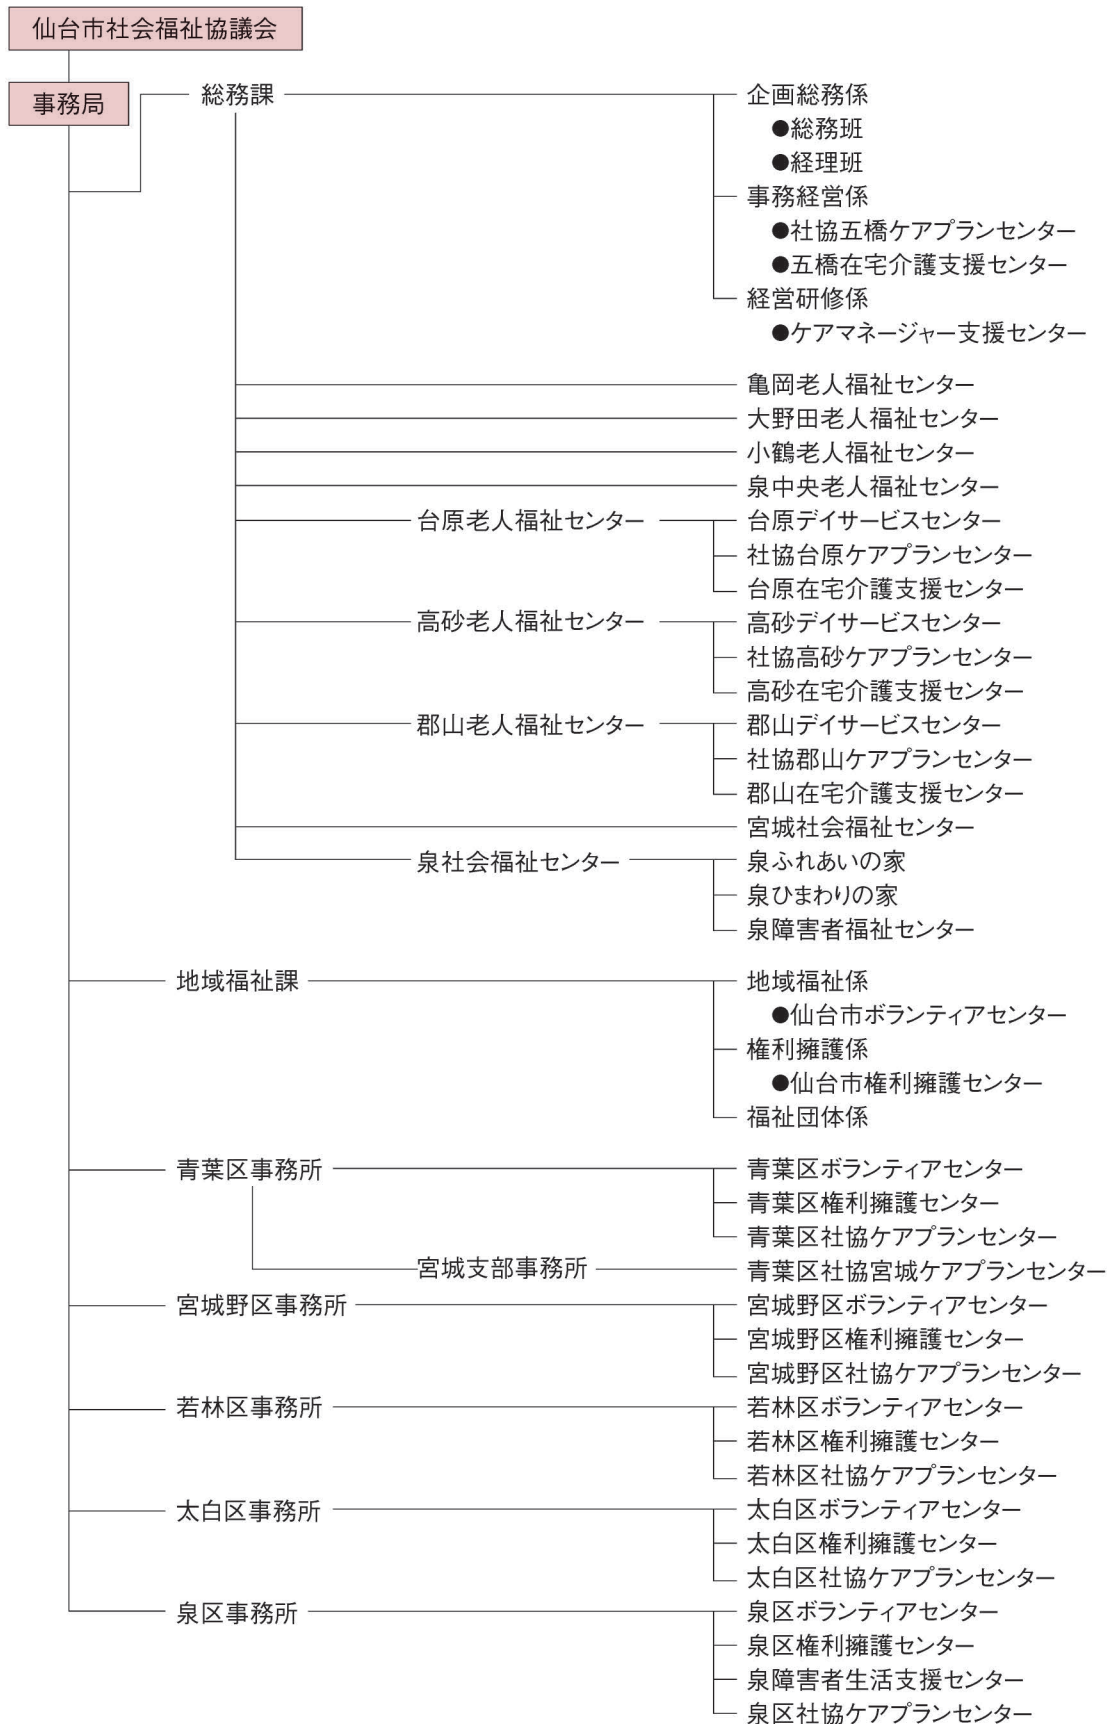 仙台市社会福祉協議会
事務局
総務課
企画総務係
●総務班
●経理班
事務経営係
●社協五橋ケアプランセンター
●五橋在宅介護支援センター
経営研修係
●ケアマネージャー支援センター
亀岡老人福祉センター
大野田老人福祉センター
小鶴老人福祉センター
泉中央老人福祉センター
台原老人福祉センター
台原デイサービスセンター
社協台原ケアプランセンター
台原在宅介護支援センター
高砂老人福祉センター
高砂デイサービスセンター
社協高砂ケアプランセンター
高砂在宅介護支援センター
郡山老人福祉センター
郡山デイサービスセンター
社協郡山ケアプランセンター
郡山在宅介護支援センター
宮城社会福祉センター
泉社会福祉センター
泉ふれあいの家
泉ひまわりの家
泉障害者福祉センター
地域福祉課
地域福祉係
●仙台市ボランティアセンター
権利擁護係
●仙台市権利擁護センター
福祉団体係
青葉区事務所
青葉区ボランティアセンター
青葉区権利擁護センター
青葉区社協ケアプランセンター
宮城支部事務所
青葉区社協宮城ケアプランセンター
宮城野区事務所
宮城野区ボランティアセンター
宮城野区権利擁護センター
宮城野区社協ケアプランセンター
若林区事務所
若林区ボランティアセンター
若林区権利擁護センター
若林区社協ケアプランセンター
太白区事務所
太白区ボランティアセンター
太白区権利擁護センター
太白区社協ケアプランセンター
泉区事務所
泉区ボランティアセンター
泉区権利擁護センター
泉障害者生活支援センター
泉区社協ケアプランセンター